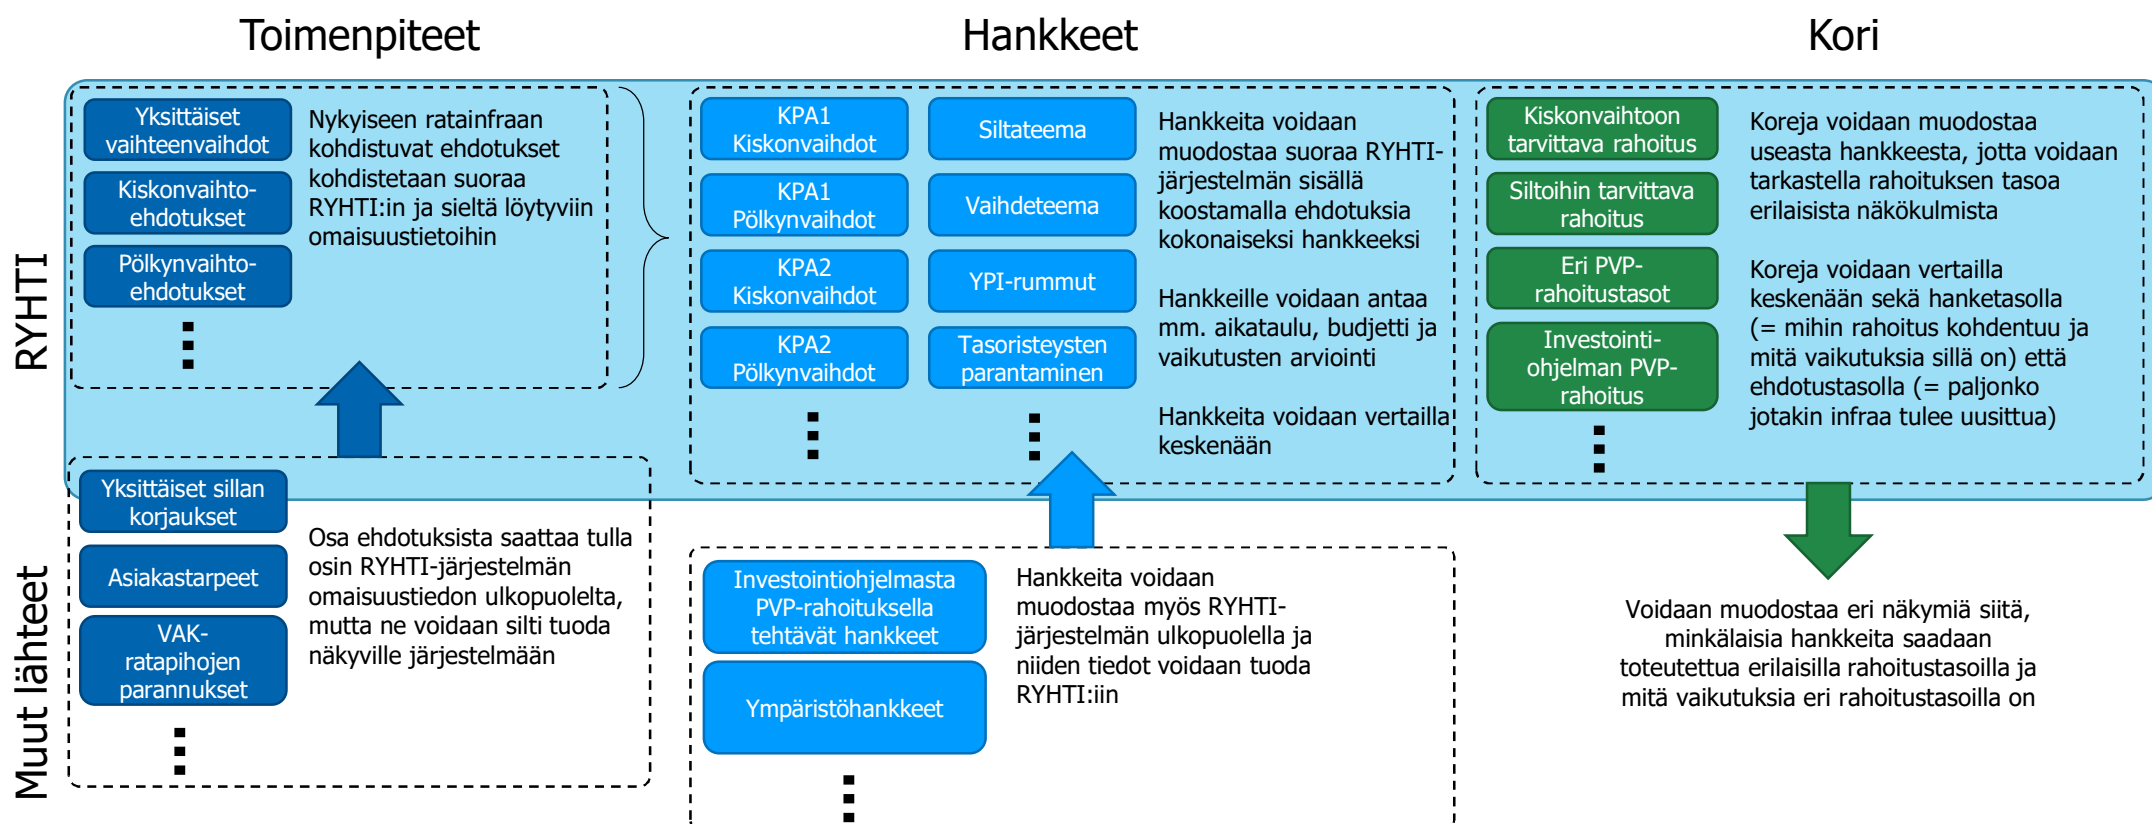 Toimenpiteet
Hankkeet
Kori
RYHTI
Yksittäiset
vaihteenvaihdot
Kiskonvaihto-
ehdotukset
Pölkynvaihto-
ehdotukset
Nykyiseen ratainfraan
kohdistuvat ehdotukset
kohdistetaan suoraa
RYHTI:in ja sieltä löytyviin
omaisuustietoihin
KPA1
Kiskonvaihdot
KPA1
Pölkynvaihdot
KPA2
Kiskonvaihdot
KPA2
Pölkynvaihdot
Siltateema
Vaihdeteema
YPI-rummut
Tasoristeysten
parantaminen
Hankkeita voidaan
muodostaa suoraa RYHTI-
järjestelmän sisällä
koostamalla ehdotuksia
kokonaiseksi hankkeeksi
Hankkeille voidaan antaa
mm. aikataulu, budjetti ja
vaikutusten arviointi
Hankkeita voidaan vertailla
keskenään
Kiskonvaihtoon
tarvittava rahoitus
Siltoihin tarvittava
rahoitus
Eri PVP-
rahoitustasot
Investointi-
ohjelman PVP-
rahoitus
Koreja voidaan muodostaa
useasta hankkeesta, jotta voidaan
tarkastella rahoituksen tasoa
erilaisista näkökulmista
Koreja voidaan vertailla
keskenään sekä hanketasolla
(= mihin rahoitus kohdentuu ja
mitä vaikutuksia sillä on) että
ehdotustasolla (= paljonko
jotakin infraa tulee uusittua)
Muut lähteet
Yksittäiset sillan
korjaukset
Asiakastarpeet
VAK-
ratapihojen
parannukset
Osa ehdotuksista saattaa tulla
osin RYHTI-järjestelmän
omaisuustiedon ulkopuolelta,
mutta ne voidaan silti tuoda
näkyville järjestelmään
Investointiohjelmasta
PVP-rahoituksella
tehtävät hankkeet
Ympäristöhankkeet
Hankkeita voidaan
muodostaa myös RYHTI-
järjestelmän ulkopuolella ja
niiden tiedot voidaan tuoda
RYHTI:iin
Voidaan muodostaa eri näkymiä siitä,
minkälaisia hankkeita saadaan
toteutettua erilaisilla rahoitustasoilla ja
mitä vaikutuksia eri rahoitustasoilla on